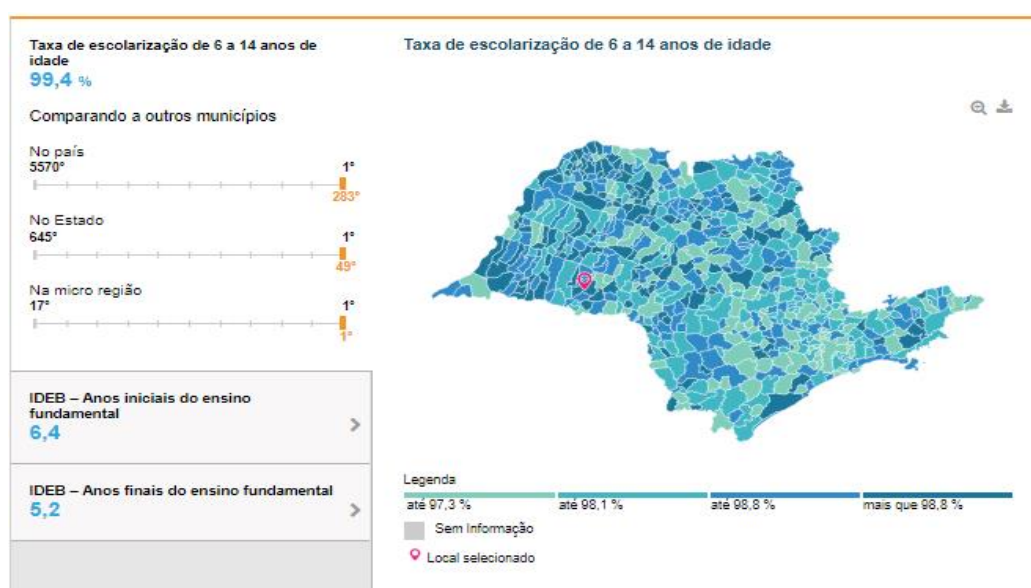 Taxa de escolarização de 6 a 14 anos de
idade
99,4 %
Comparando a outros municípios
No país
5570° 1°
283°
No Estado
645° 1°
49°
Na micro região
17° 1°
1°
IDEB – Anos iniciais do ensino
fundamental
6,4
IDEB – Anos finais do ensino fundamental
5,2
Taxa de escolarização de 6 a 14 anos de idade
Legenda
até 97,3 % até 98,1 % até 98,8 % mais que 98,8 %
Sem Informação
Local selecionado